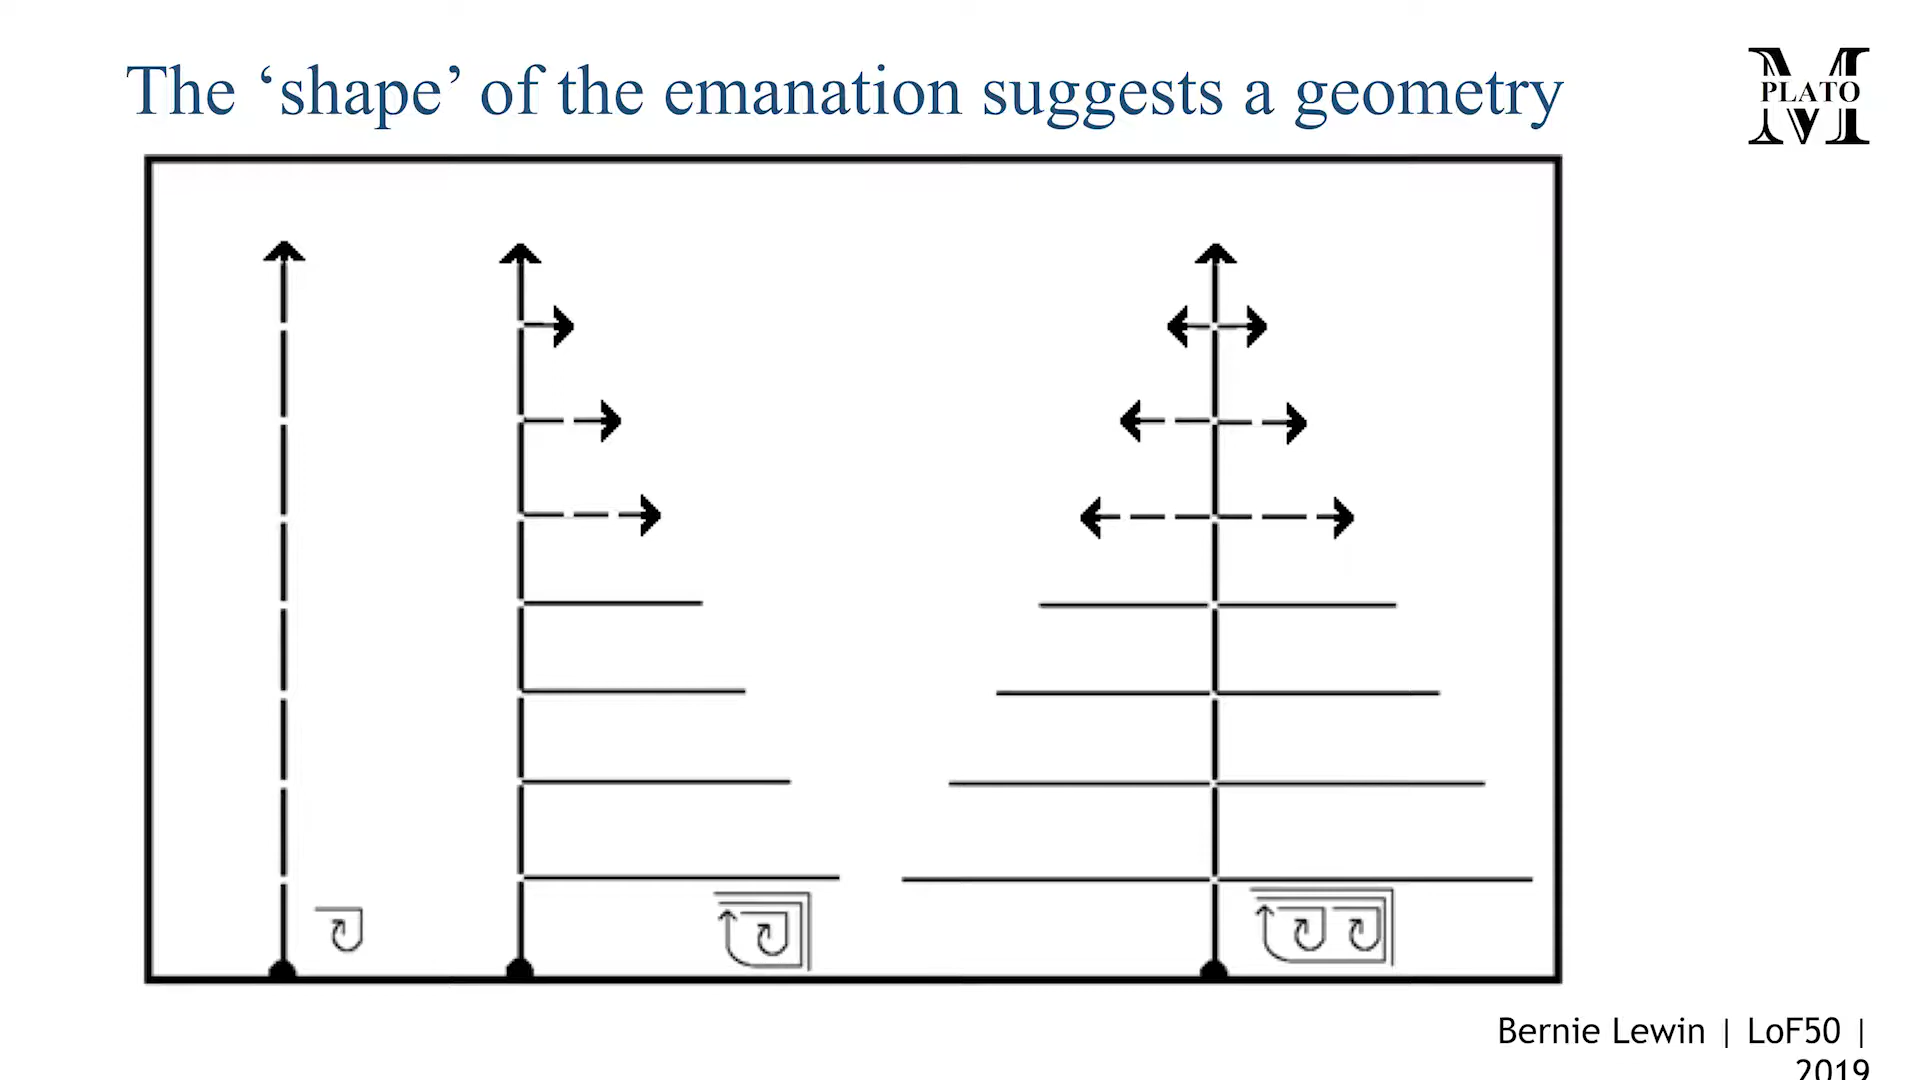 The ‘shape’ of the emanation suggests a geometry
M
PLATO
Bernie Lewin | LoF50 |
2019